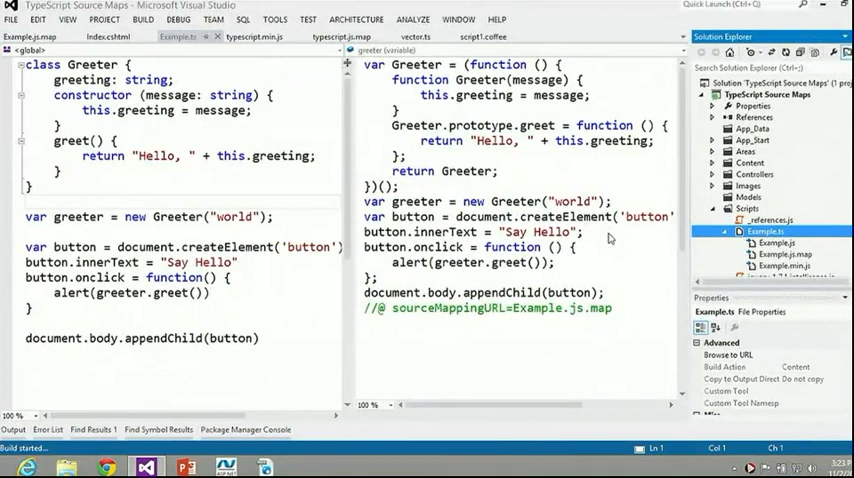 TypeScript Source Maps - Microsoft Visual Studio
Quick Launch (Ctrl+Q)
FILE EDIT VIEW PROJECT BUILD DEBUG TEAM SQL TOOLS TEST ARCHITECTURE ANALYZE WINDOW HELP
Example.js.map Index.cshtml Example.ts typescript.min.js typescript.js.map vector.ts script1.coffee
<global>
class Greeter {
greeting: string;
constructor (message: string) {
this.greeting = message;
}
greet() {
return "Hello, " + this.greeting;
}
}
var greeter = new Greeter("world");
var button = document.createElement('button')
button.innerText = "Say Hello"
button.onclick = function() {
alert(greeter.greet())
}
document.body.appendChild(button)
100 %
greeter (variable)
var Greeter = (function () {
function Greeter(message) {
this.greeting = message;
}
Greeter.prototype.greet = function () {
return "Hello, " + this.greeting;
};
return Greeter;
})();
var greeter = new Greeter("world");
var button = document.createElement('button'
button.innerText = "Say Hello";
button.onclick = function () {
alert(greeter.greet());
};
document.body.appendChild(button);
//@ sourceMappingURL=Example.js.map
100 %
Solution Explorer
Search Solution Explorer (Ctrl+;)
Solution 'TypeScript Source Maps' (1 proj
TypeScript Source Maps
Properties
References
App_Data
App_Start
Areas
Content
Controllers
Images
Models
Scripts
_references.js
Example.ts
Example.js
Example.js.map
Example.min.js
Properties
Example.ts File Properties
Advanced
Browse to URL
Build Action Content
Copy to Output Direct Do not copy
Custom Tool
Custom Tool Namesp
Output Error List Find Results 1 Find Symbol Results Package Manager Console
Build started...
Ln 1 Col 1 Ch 1
3:23 P